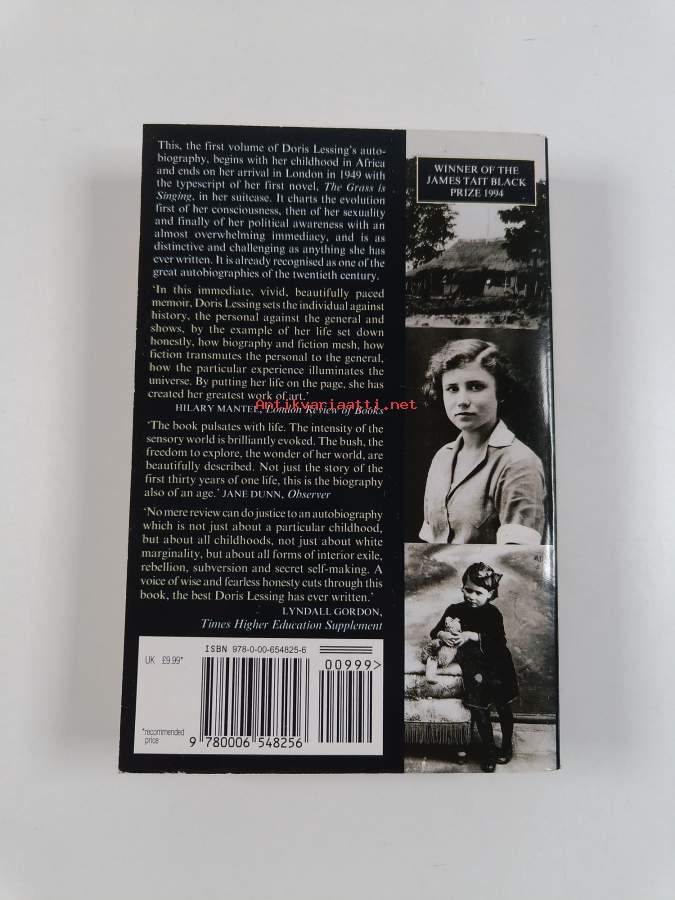 This, the first volume of Doris Lessing's auto-
biography, begins with her childhood in Africa
and ends on her arrival in London in 1949 with
the typescript of her first novel, The Grass is
Singing, in her suitcase. It charts the evolution
first of her consciousness, then of her sexuality
and finally of her political awareness with an
almost overwhelming immediacy, and is as
distinctive and challenging as anything she has
ever written. It is already recognised as one of the
great autobiographies of the twentieth century.
'In this immediate, vivid, beautifully paced
memoir, Doris Lessing sets the individual against
history, the personal against the general and
shows, by the example of her life set down
honestly, how biography and fiction mesh, how
fiction transmutes the personal to the general,
how the particular experience illuminates the
universe. By putting her life on the page, she has
created her greatest work of art.'
HILARY MANTEL, London Review of Books
Antikvariaatti.net
'The book pulsates with life. The intensity of the
sensory world is brilliantly evoked. The bush, the
freedom to explore, the wonder of her world, are
beautifully described. Not just the story of the
first thirty years of one life, this is the biography
also of an age.' JANE DUNN, Observer
'No mere review can do justice to an autobiography
which is not just about a particular childhood,
but about all childhoods, not just about white
marginality, but about all forms of interior exile,
rebellion, subversion and secret self-making. A
voice of wise and fearless honesty cuts through this
book, the best Doris Lessing has ever written.'
LYNDALL GORDON,
Times Higher Education Supplement
WINNER OF THE
JAMES TAIT BLACK
PRIZE 1994
UK £9.99*
*recommended
price
ISBN 978-0-00-654825-6
00999>
9 780006 548256